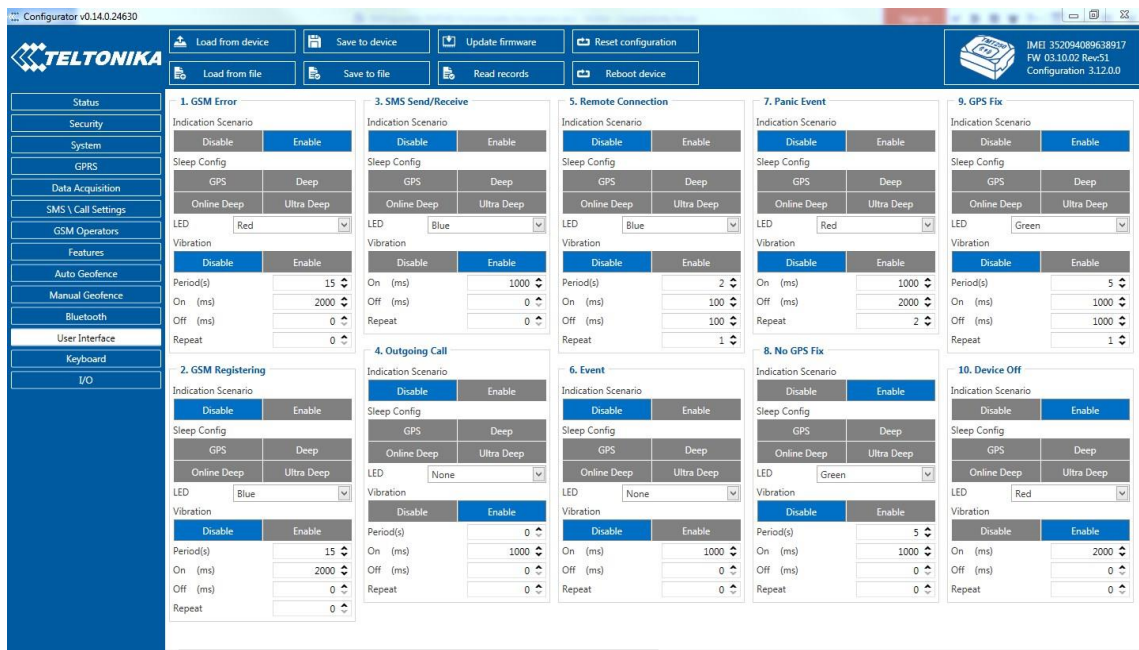 Configurator v0.14.0.24630
TELTONIKA
Load from device
Save to device
Update firmware
Reset configuration
Load from file
Save to file
Read records
Reboot device
TMT250
IMEI 352094089638917
FW 03.10.02 Rev:51
Configuration 3.12.0.0
Status
Security
System
GPRS
Data Acquisition
SMS \ Call Settings
GSM Operators
Features
Auto Geofence
Manual Geofence
Bluetooth
User Interface
Keyboard
I/O
1. GSM Error
Indication Scenario
Disable Enable
Sleep Config
GPS Deep
Online Deep Ultra Deep
LED Red
Vibration
Disable Enable
Period(s) 15
On (ms) 2000
Off (ms) 0
Repeat 0
2. GSM Registering
Indication Scenario
Disable Enable
Sleep Config
GPS Deep
Online Deep Ultra Deep
LED Blue
Vibration
Disable Enable
Period(s) 15
On (ms) 2000
Off (ms) 0
Repeat 0
3. SMS Send/Receive
Indication Scenario
Disable Enable
Sleep Config
GPS Deep
Online Deep Ultra Deep
LED Blue
Vibration
Disable Enable
On (ms) 1000
Off (ms) 0
Repeat 0
4. Outgoing Call
Indication Scenario
Disable Enable
Sleep Config
GPS Deep
Online Deep Ultra Deep
LED None
Vibration
Disable Enable
Period(s) 0
On (ms) 1000
Off (ms) 0
Repeat 0
5. Remote Connection
Indication Scenario
Disable Enable
Sleep Config
GPS Deep
Online Deep Ultra Deep
LED Blue
Vibration
Disable Enable
Period(s) 2
On (ms) 100
Off (ms) 100
Repeat 1
6. Event
Indication Scenario
Disable Enable
Sleep Config
GPS Deep
Online Deep Ultra Deep
LED None
Vibration
Disable Enable
On (ms) 1000
Off (ms) 0
Repeat 0
7. Panic Event
Indication Scenario
Disable Enable
Sleep Config
GPS Deep
Online Deep Ultra Deep
LED Red
Vibration
Disable Enable
On (ms) 1000
Off (ms) 2000
Repeat 2
8. No GPS Fix
Indication Scenario
Disable Enable
Sleep Config
GPS Deep
Online Deep Ultra Deep
LED Green
Vibration
Disable Enable
Period(s) 5
On (ms) 1000
Off (ms) 0
Repeat 0
9. GPS Fix
Indication Scenario
Disable Enable
Sleep Config
GPS Deep
Online Deep Ultra Deep
LED Green
Vibration
Disable Enable
Period(s) 5
On (ms) 1000
Off (ms) 1000
Repeat 1
10. Device Off
Indication Scenario
Disable Enable
Sleep Config
GPS Deep
Online Deep Ultra Deep
LED Red
Vibration
Disable Enable
On (ms) 2000
Off (ms) 0
Repeat 0